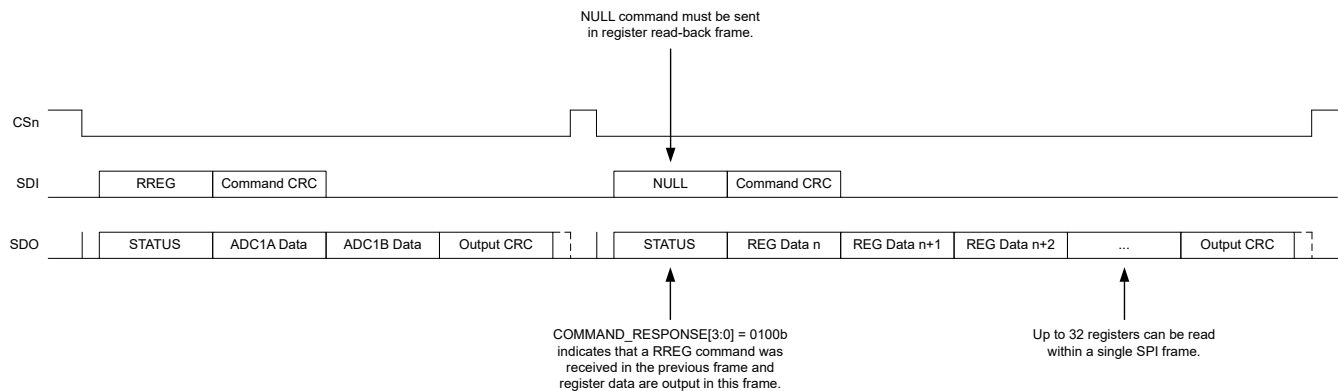 NULL command must be sent
in register read-back frame.
CSn
SDI
RREG
Command CRC
NULL
Command CRC
SDO
STATUS
ADC1A Data
ADC1B Data
Output CRC
STATUS
REG Data n
REG Data n+1
REG Data n+2
...
Output CRC
COMMAND_RESPONSE[3:0] = 0100b
indicates that a RREG command was
received in the previous frame and
register data are output in this frame.
Up to 32 registers can be read
within a single SPI frame.